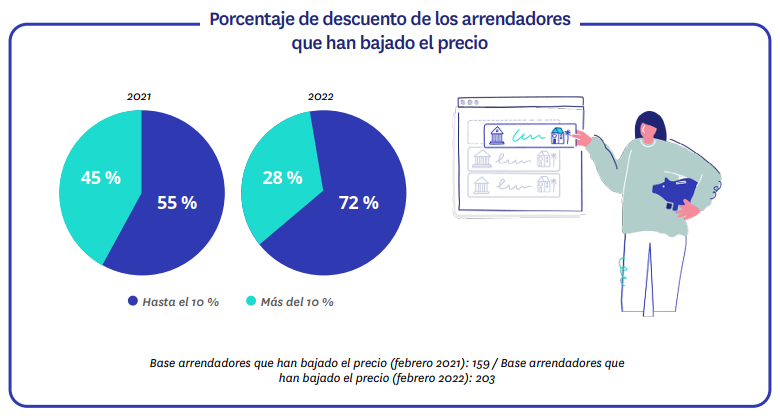 Porcentaje de descuento de los arrendadores
que han bajado el precio
2021
2022
45 %
55 %
28 %
72 %
Hasta el 10 %
Más del 10 %
Base arrendadores que han bajado el precio (febrero 2021): 159 / Base arrendadores que
han bajado el precio (febrero 2022): 203